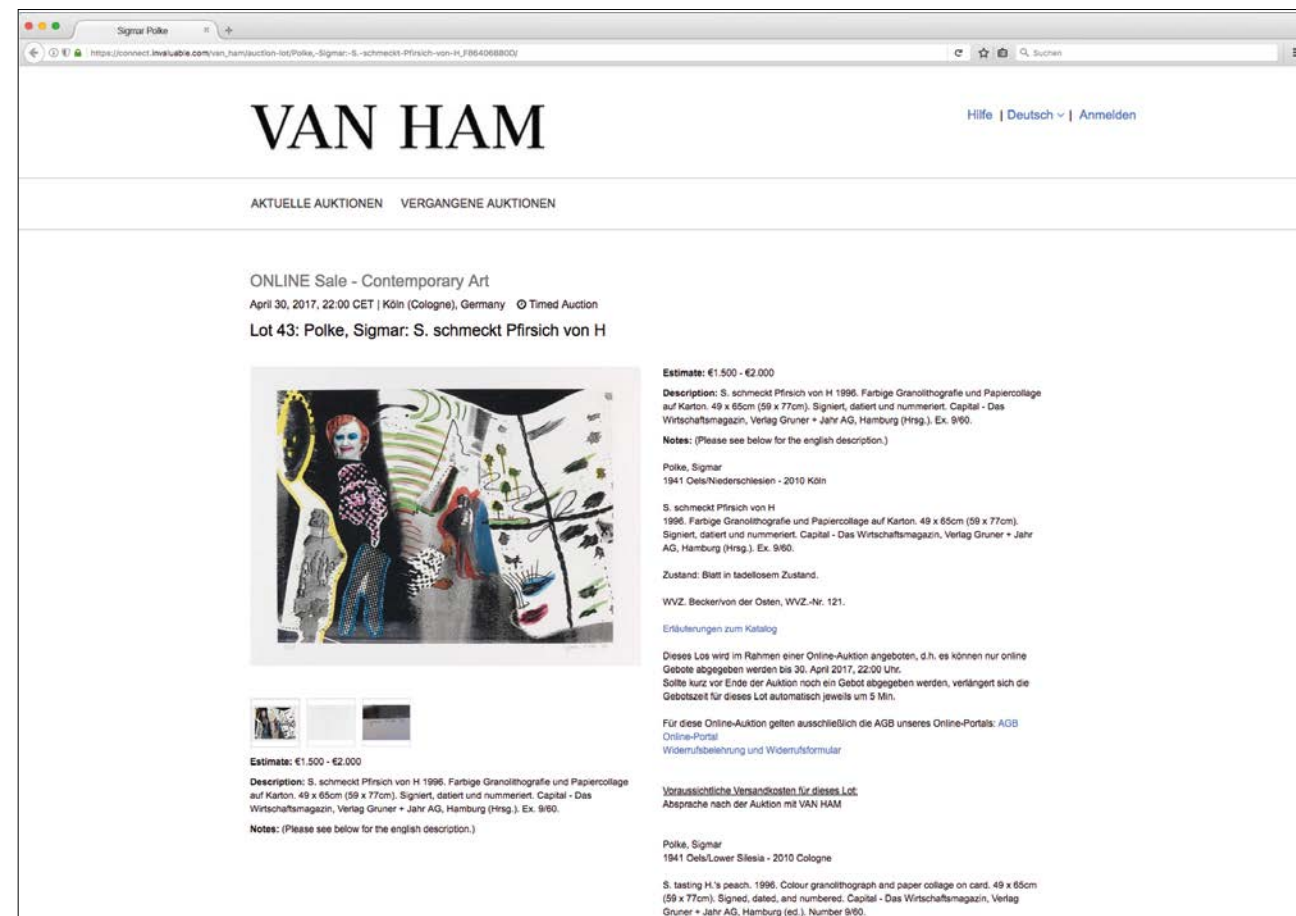 Sigmar Polke
https://connect.invaluable.com/van_ham/auction-lot/Polke,-Sigmar:-S.-schmeckt-Pfirsich-von-H_F86406880D/
Suchen
VAN HAM
Hilfe | Deutsch | Anmelden
AKTUELLE AUKTIONEN VERGANGENE AUKTIONEN
ONLINE Sale - Contemporary Art
April 30, 2017, 22:00 CET | Köln (Cologne), Germany Timed Auction
Lot 43: Polke, Sigmar: S. schmeckt Pfirsich von H
Estimate: €1.500 - €2.000
Description: S. schmeckt Pfirsich von H 1996. Farbige Granolithografie und Papiercollage
auf Karton. 49 x 65cm (59 x 77cm). Signiert, datiert und nummeriert. Capital - Das
Wirtschaftsmagazin, Verlag Gruner + Jahr AG, Hamburg (Hrsg.). Ex. 9/60.
Notes: (Please see below for the english description.)
Polke, Sigmar
1941 Oels/Niederschlesien - 2010 Köln
S. schmeckt Pfirsich von H
1996. Farbige Granolithografie und Papiercollage auf Karton. 49 x 65cm (59 x 77cm).
Signiert, datiert und nummeriert. Capital - Das Wirtschaftsmagazin, Verlag Gruner + Jahr
AG, Hamburg (Hrsg.). Ex. 9/60.
Zustand: Blatt in tadellosem Zustand.
WVZ. Becker/von der Osten, WVZ.-Nr. 121.
Erläuterungen zum Katalog
Dieses Los wird im Rahmen einer Online-Auktion angeboten, d.h. es können nur online
Gebote abgegeben werden bis 30. April 2017, 22:00 Uhr.
Sollte kurz vor Ende der Auktion noch ein Gebot abgegeben werden, verlängert sich die
Gebotszeit für dieses Lot automatisch jeweils um 5 Min.
Für diese Online-Auktion gelten ausschließlich die AGB unseres Online-Portals: AGB
Online-Portal
Widerrufsbelehrung und Widerrufsformular
Voraussichtliche Versandkosten für dieses Lot:
Absprache nach der Auktion mit VAN HAM
Polke, Sigmar
1941 Oels/Lower Silesia - 2010 Cologne
S. tasting H.'s peach. 1996. Colour granolithograph and paper collage on card. 49 x 65cm
(59 x 77cm). Signed, dated, and numbered. Capital - Das Wirtschaftsmagazin, Verlag
Gruner + Jahr AG, Hamburg (ed.). Number 9/60.
Estimate: €1.500 - €2.000
Description: S. schmeckt Pfirsich von H 1996. Farbige Granolithografie und Papiercollage
auf Karton. 49 x 65cm (59 x 77cm). Signiert, datiert und nummeriert. Capital - Das
Wirtschaftsmagazin, Verlag Gruner + Jahr AG, Hamburg (Hrsg.). Ex. 9/60.
Notes: (Please see below for the english description.)